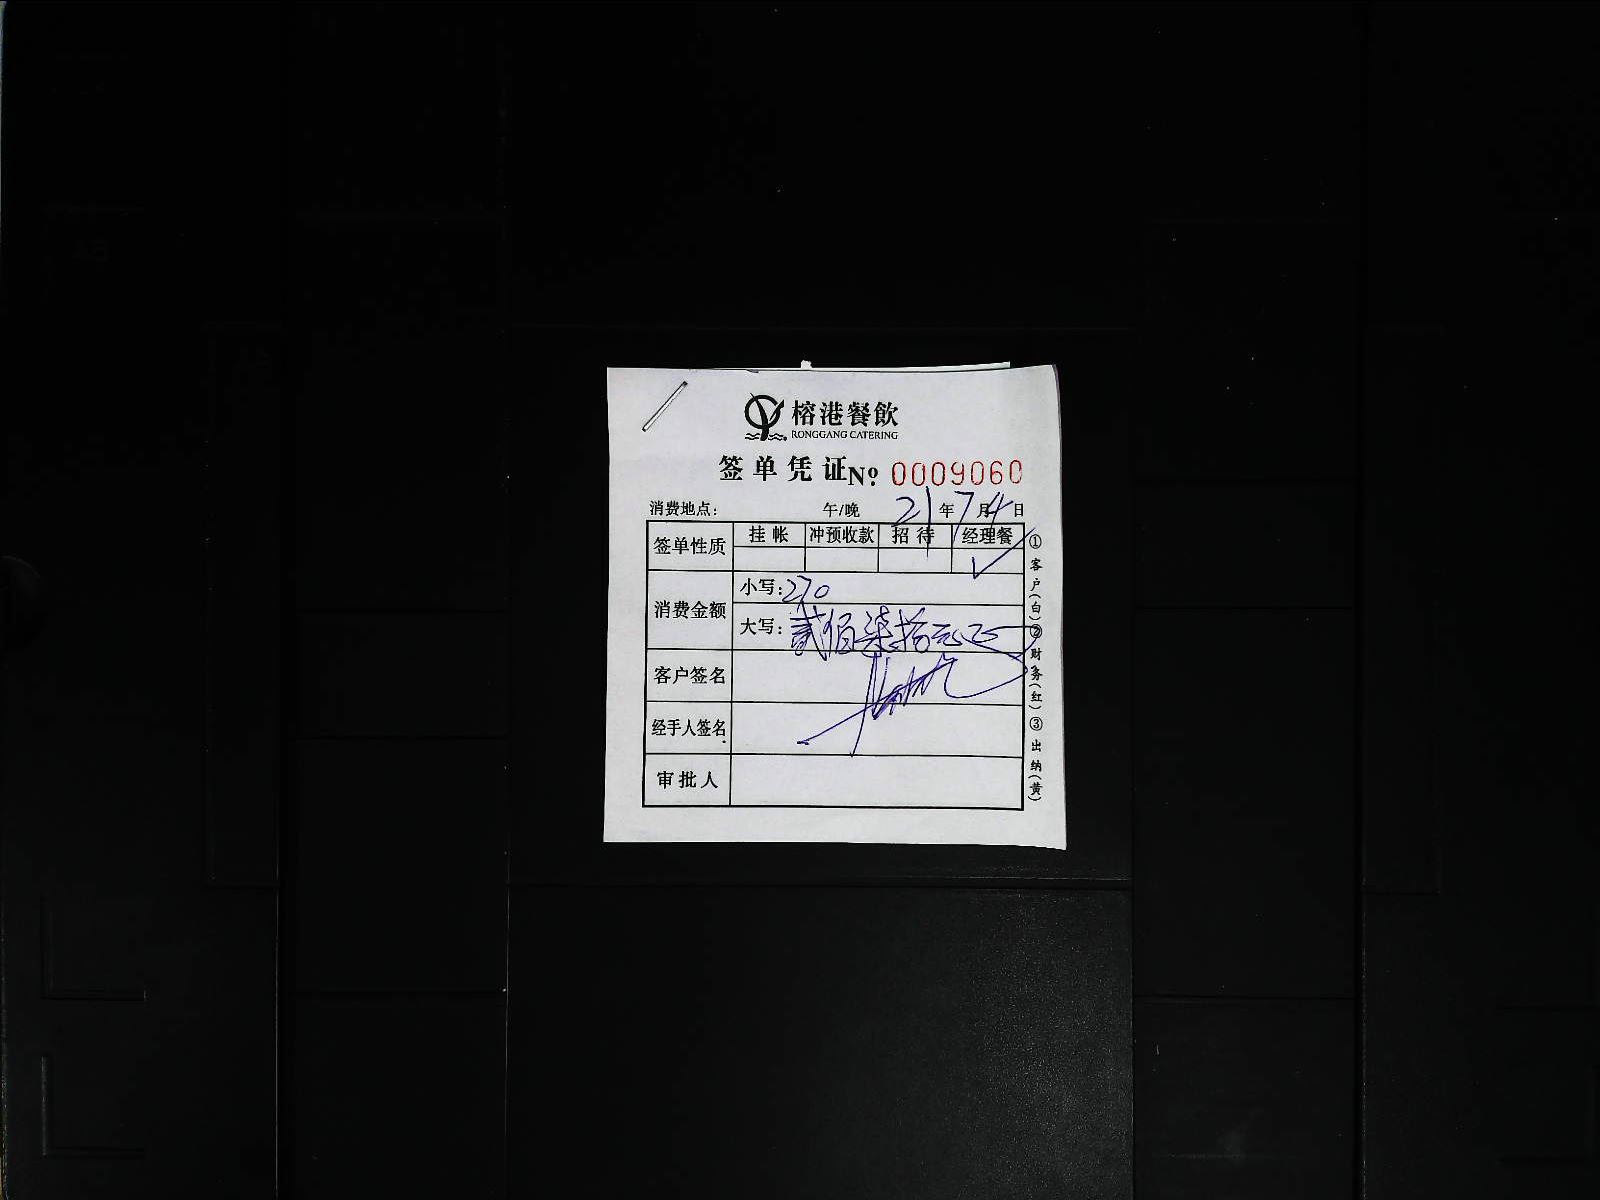 榕港餐飲
RONGGANG CATERING
签单凭证№ 0009060
消费地点: 午/晚 21年7月4日
签单性质 挂帐 冲预收款 招待 经理餐
✓
消费金额 小写:270
大写:贰佰柒拾元正
客户签名
经手人签名
审批人
①客户(白)②财务(红)③出纳(黄)